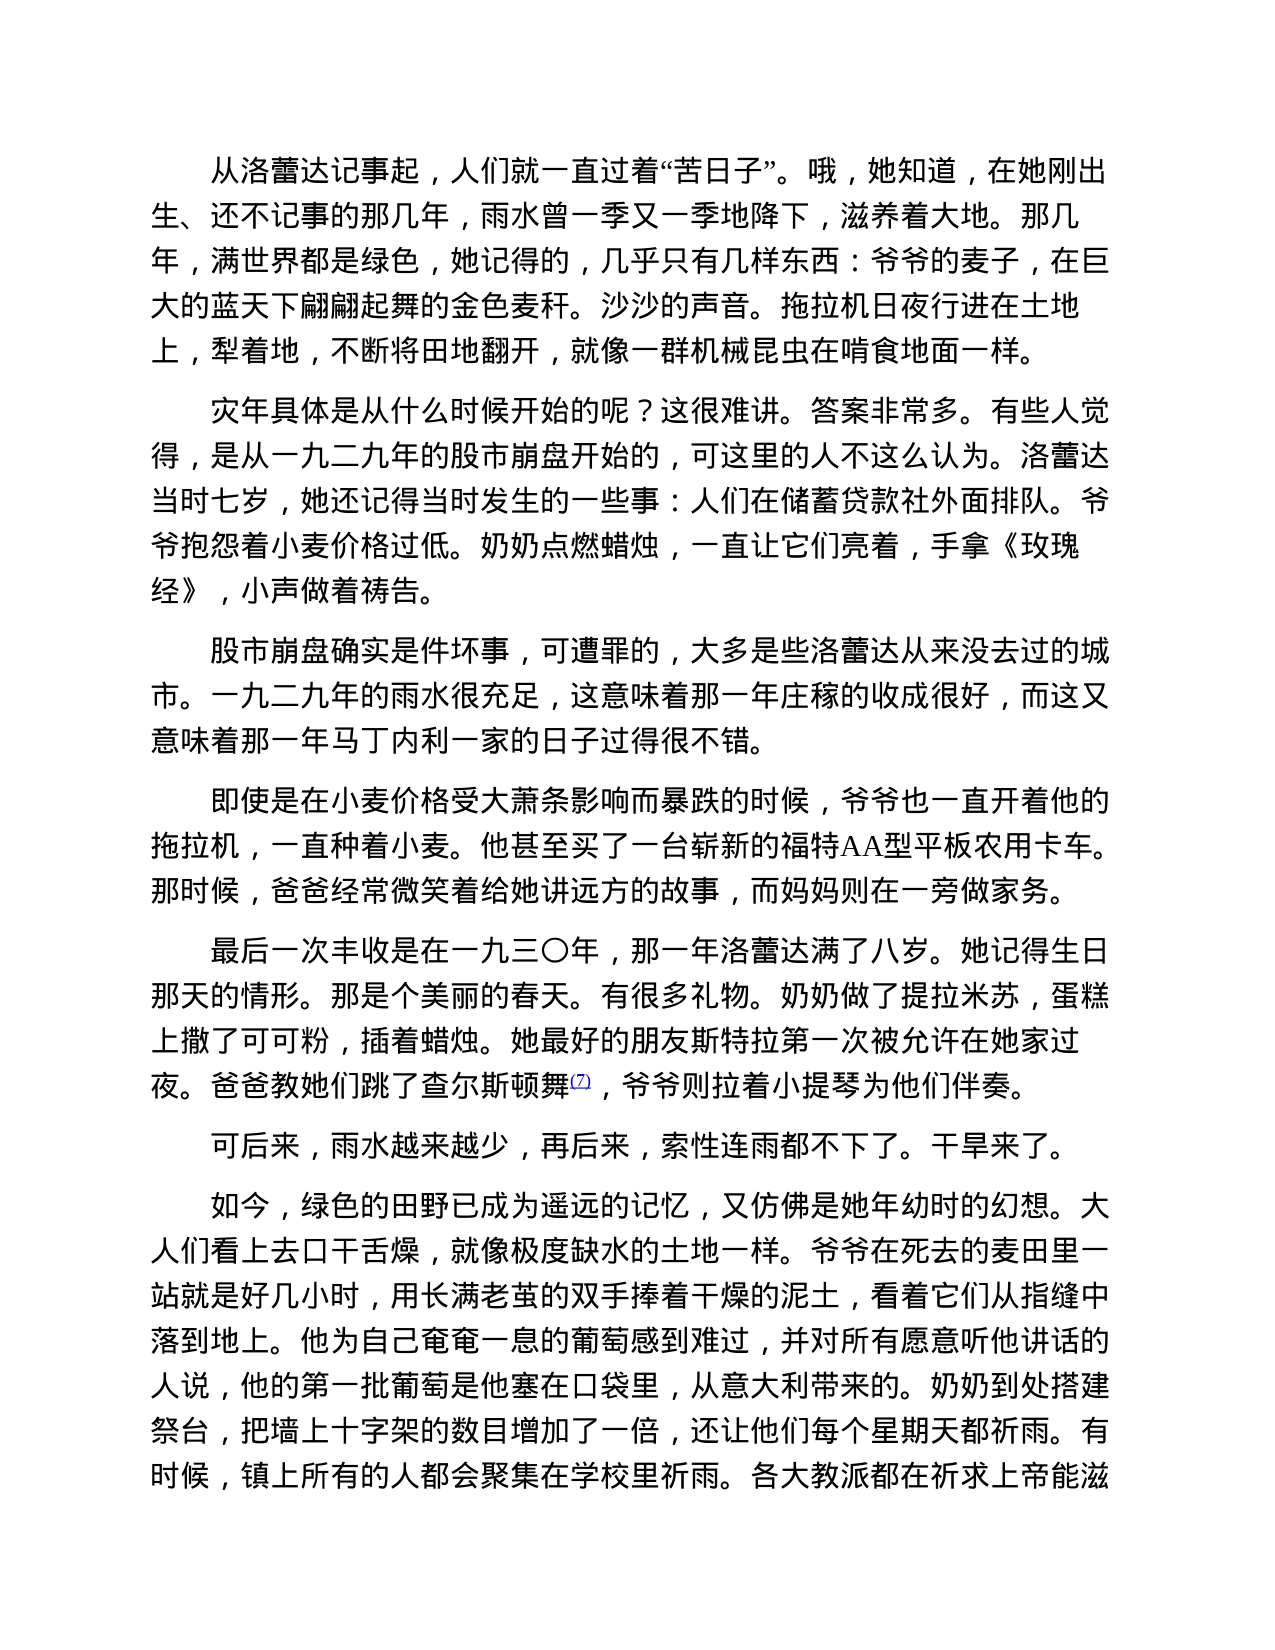 从洛蕾达记事起，人们就一直过着“苦日子”。哦，她知道，在她刚出
生、还不记事的那几年，雨水曾一季又一季地降下，滋养着大地。那几
年，满世界都是绿色，她记得的，几乎只有几样东西：爷爷的麦子，在巨
大的蓝天下翩翩起舞的金色麦秆。沙沙的声音。拖拉机日夜行进在土地
上，犁着地，不断将田地翻开，就像一群机械昆虫在啃食地面一样。
灾年具体是从什么时候开始的呢？这很难讲。答案非常多。有些人觉
得，是从一九二九年的股市崩盘开始的，可这里的人不这么认为。洛蕾达
当时七岁，她还记得当时发生的一些事：人们在储蓄贷款社外面排队。爷
爷抱怨着小麦价格过低。奶奶点燃蜡烛，一直让它们亮着，手拿《玫瑰
经》，小声做着祷告。
股市崩盘确实是件坏事，可遭罪的，大多是些洛蕾达从来没去过的城
市。一九二九年的雨水很充足，这意味着那一年庄稼的收成很好，而这又
意味着那一年马丁内利一家的日子过得很不错。
即使是在小麦价格受大萧条影响而暴跌的时候，爷爷也一直开着他的
拖拉机，一直种着小麦。他甚至买了一台崭新的福特AA型平板农用卡车。
那时候，爸爸经常微笑着给她讲远方的故事，而妈妈则在一旁做家务。
最后一次丰收是在一九三〇年，那一年洛蕾达满了八岁。她记得生日
那天的情形。那是个美丽的春天。有很多礼物。奶奶做了提拉米苏，蛋糕
上撒了可可粉，插着蜡烛。她最好的朋友斯特拉第一次被允许在她家过
夜。爸爸教她们跳了查尔斯顿舞(7)，爷爷则拉着小提琴为他们伴奏。
可后来，雨水越来越少，再后来，索性连雨都不下了。干旱来了。
如今，绿色的田野已成为遥远的记忆，又仿佛是她年幼时的幻想。大
人们看上去口干舌燥，就像极度缺水的土地一样。爷爷在死去的麦田里一
站就是好几小时，用长满老茧的双手捧着干燥的泥土，看着它们从指缝中
落到地上。他为自己奄奄一息的葡萄感到难过，并对所有愿意听他讲话的
人说，他的第一批葡萄是他塞在口袋里，从意大利带来的。奶奶到处搭建
祭台，把墙上十字架的数目增加了一倍，还让他们每个星期天都祈雨。有
时候，镇上所有的人都会聚集在学校里祈雨。各大教派都在祈求上帝能滋